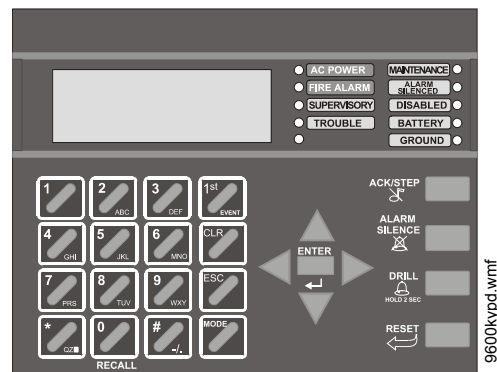 AC POWER
MAINTENANCE
FIRE ALARM
ALARM
SILENCED
SUPERVISORY
DISABLED
TROUBLE
BATTERY
GROUND
1
2 ABC
3 DEF
1st EVENT
ACK/STEP
4 GHI
5 JKL
6 MNO
CLR
ENTER
ALARM
SILENCE
7 PRS
8 TUV
9 WXY
ESC
DRILL
HOLD 2 SEC
* QZ
0
# -/.
MODE
RESET
RECALL
9600kvpd.wmf